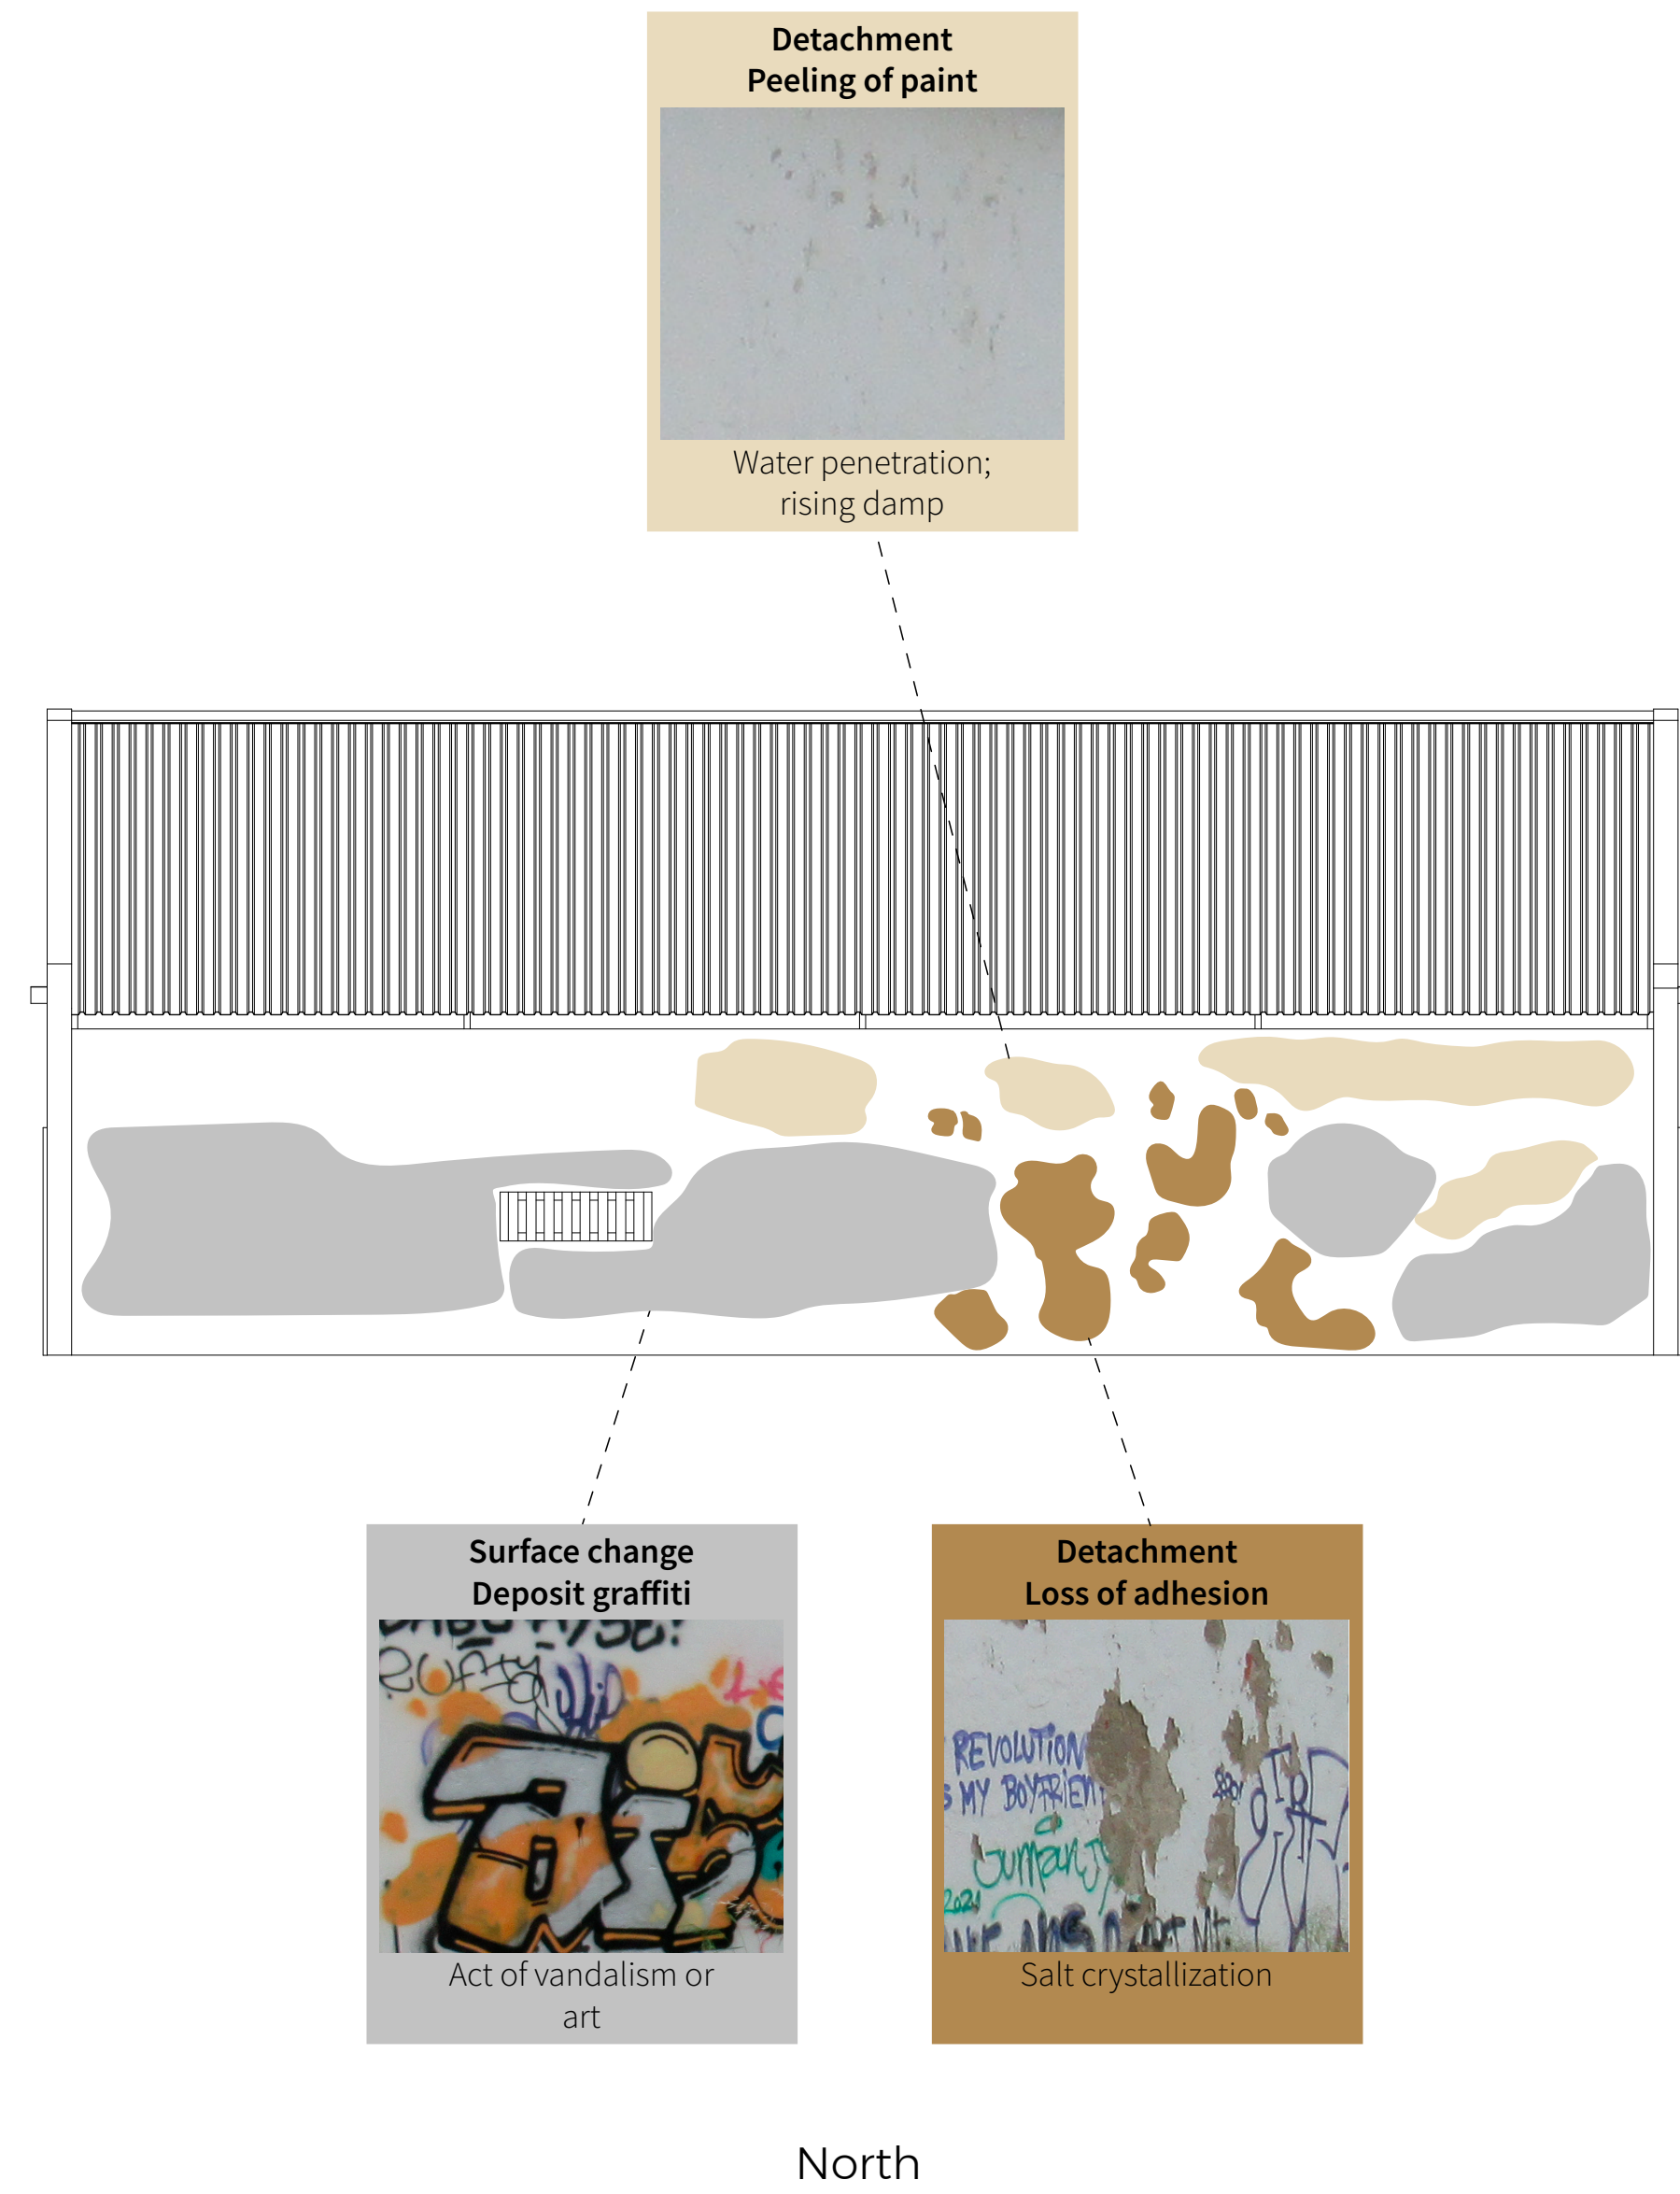 Detachment
Peeling of paint
Water penetration;
rising damp
Surface change
Deposit graffiti
Act of vandalism or
art
Detachment
Loss of adhesion
REVOLUTION
MY BOYFRIEN
2021
Salt crystallization
North